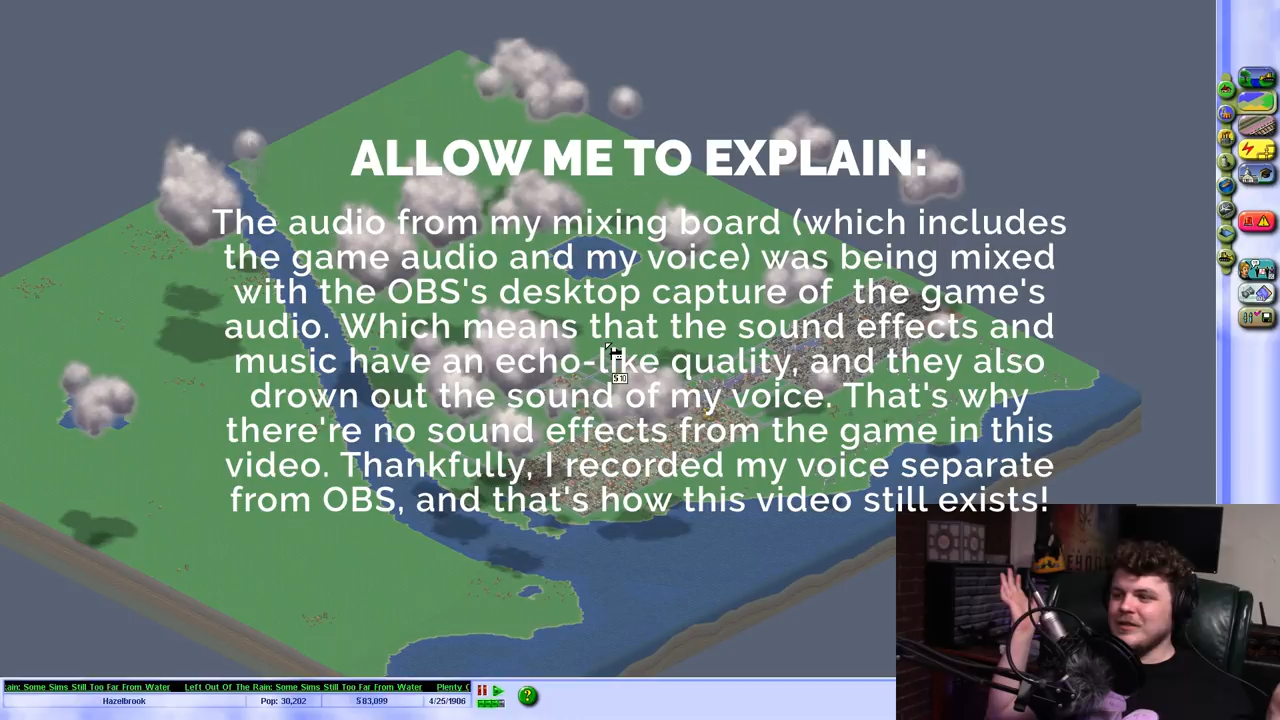 ALLOW ME TO EXPLAIN:
The audio from my mixing board (which includes
the game audio and my voice) was being mixed
with the OBS's desktop capture of  the game's
audio. Which means that the sound effects and
music have an echo-like quality, and they also
drown out the sound of my voice. That's why
there're no sound effects from the game in this
video. Thankfully, I recorded my voice separate
from OBS, and that's how this video still exists!
$10
ain: Some Sims Still Too Far From Water Left Out Of The Rain: Some Sims Still Too Far From Water Plenty
Hazelbrook Pop: 30,202 $83,099 4/25/1906
?